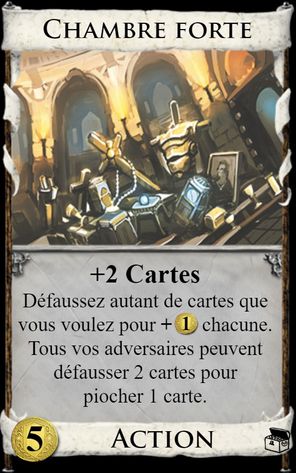 CHAMBRE FORTE
+2 Cartes
Défaussez autant de cartes que
vous voulez pour + 1 chacune.
Tous vos adversaires peuvent
défausser 2 cartes pour
piocher 1 carte.
5 ACTION